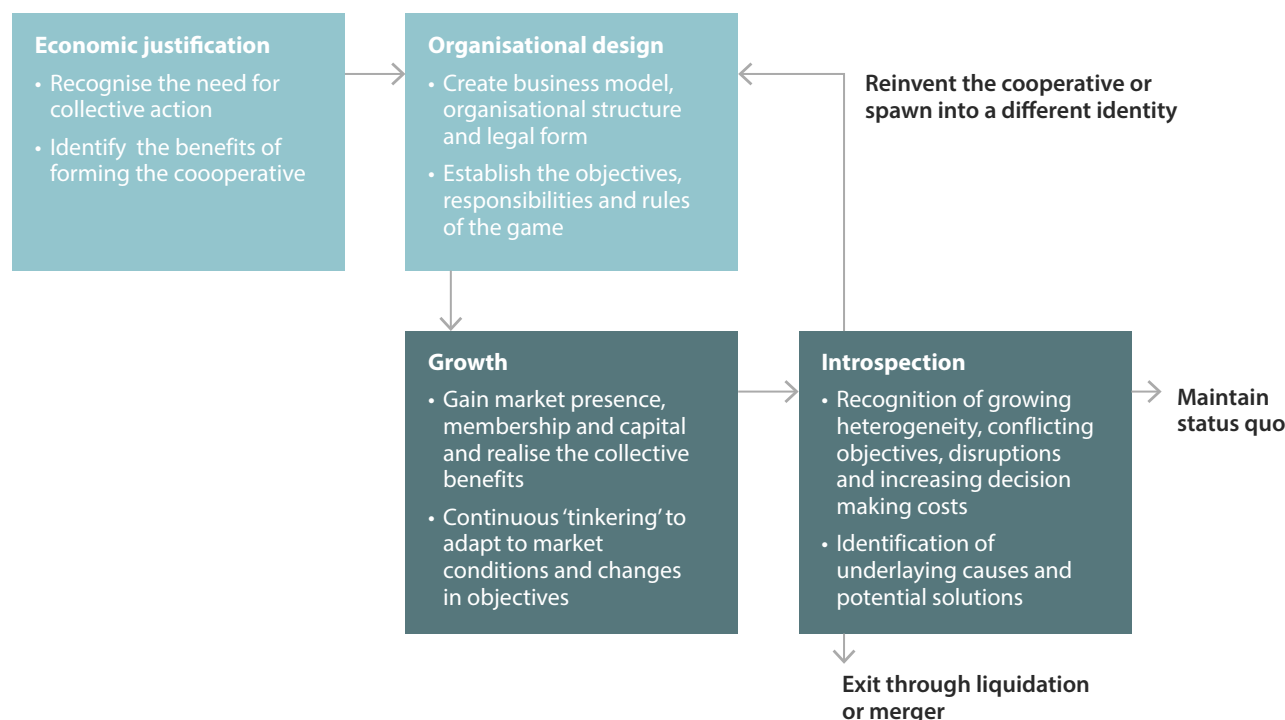 Economic justification
• Recognise the need for
collective action
• Identify the benefits of
forming the coooperative
Organisational design
• Create business model,
organisational structure
and legal form
• Establish the objectives,
responsibilities and rules
of the game
Reinvent the cooperative or
spawn into a different identity
Growth
• Gain market presence,
membership and capital
and realise the collective
benefits
• Continuous ‘tinkering’ to
adapt to market
conditions and changes
in objectives
Introspection
• Recognition of growing
heterogeneity, conflicting
objectives, disruptions
and increasing decision
making costs
• Identification of
underlaying causes and
potential solutions
Maintain
status quo
Exit through liquidation
or merger